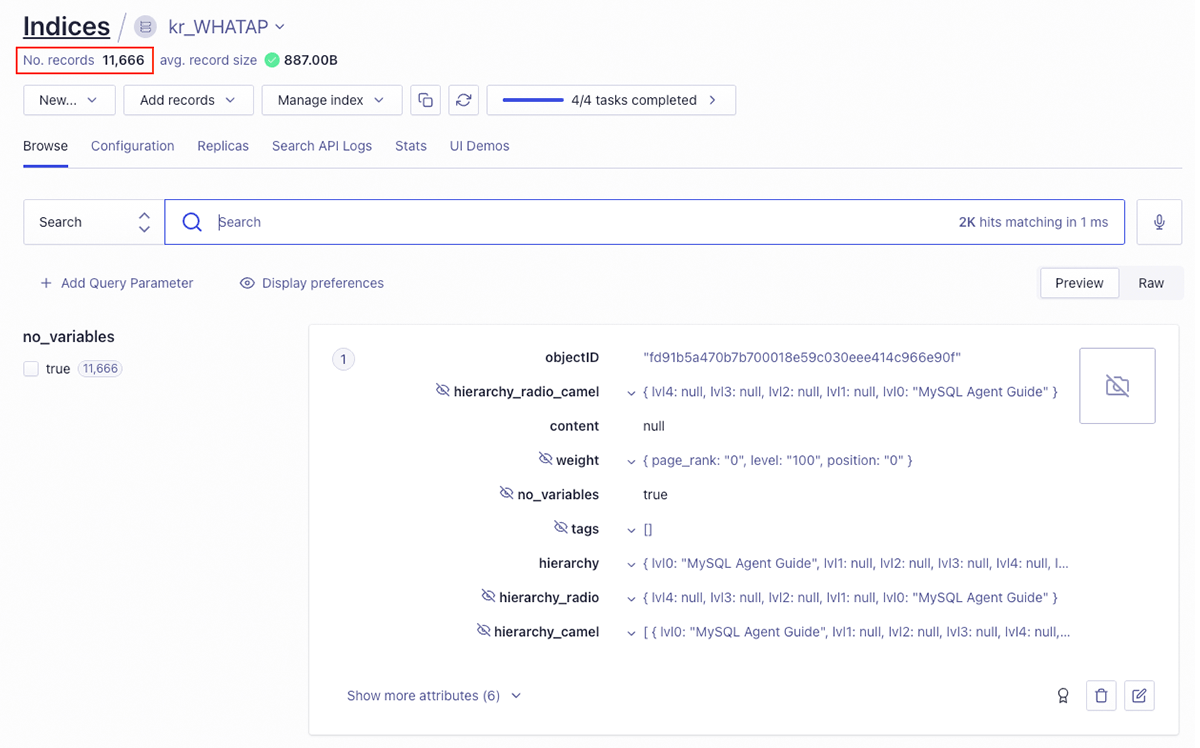 Indices / kr_WHATAP
No. records 11,666 avg. record size 887.00B
New... Add records Manage index 4/4 tasks completed
Browse Configuration Replicas Search API Logs Stats UI Demos
Search Search 2K hits matching in 1 ms
Add Query Parameter Display preferences Preview Raw
no_variables
true 11,666
1 objectID "fd91b5a470b7b700018e59c030eee414c966e90f"
hierarchy_radio_camel { lvl4: null, lvl3: null, lvl2: null, lvl1: null, lvl0: "MySQL Agent Guide" }
content null
weight { page_rank: "0", level: "100", position: "0" }
no_variables true
tags []
hierarchy { lvl0: "MySQL Agent Guide", lvl1: null, lvl2: null, lvl3: null, lvl4: null, l...
hierarchy_radio { lvl4: null, lvl3: null, lvl2: null, lvl1: null, lvl0: "MySQL Agent Guide" }
hierarchy_camel [ { lvl0: "MySQL Agent Guide", lvl1: null, lvl2: null, lvl3: null, lvl4: null,...
Show more attributes (6)